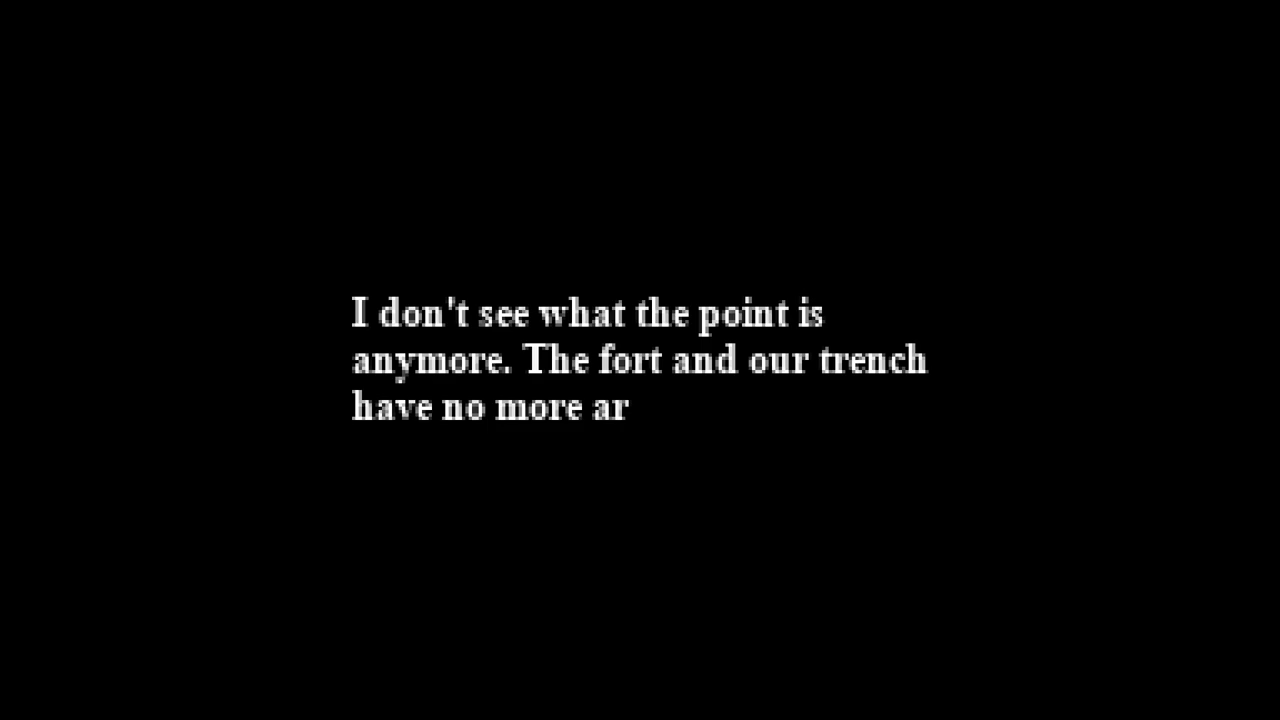 I don't see what the point is
anymore. The fort and our trench
have no more ar